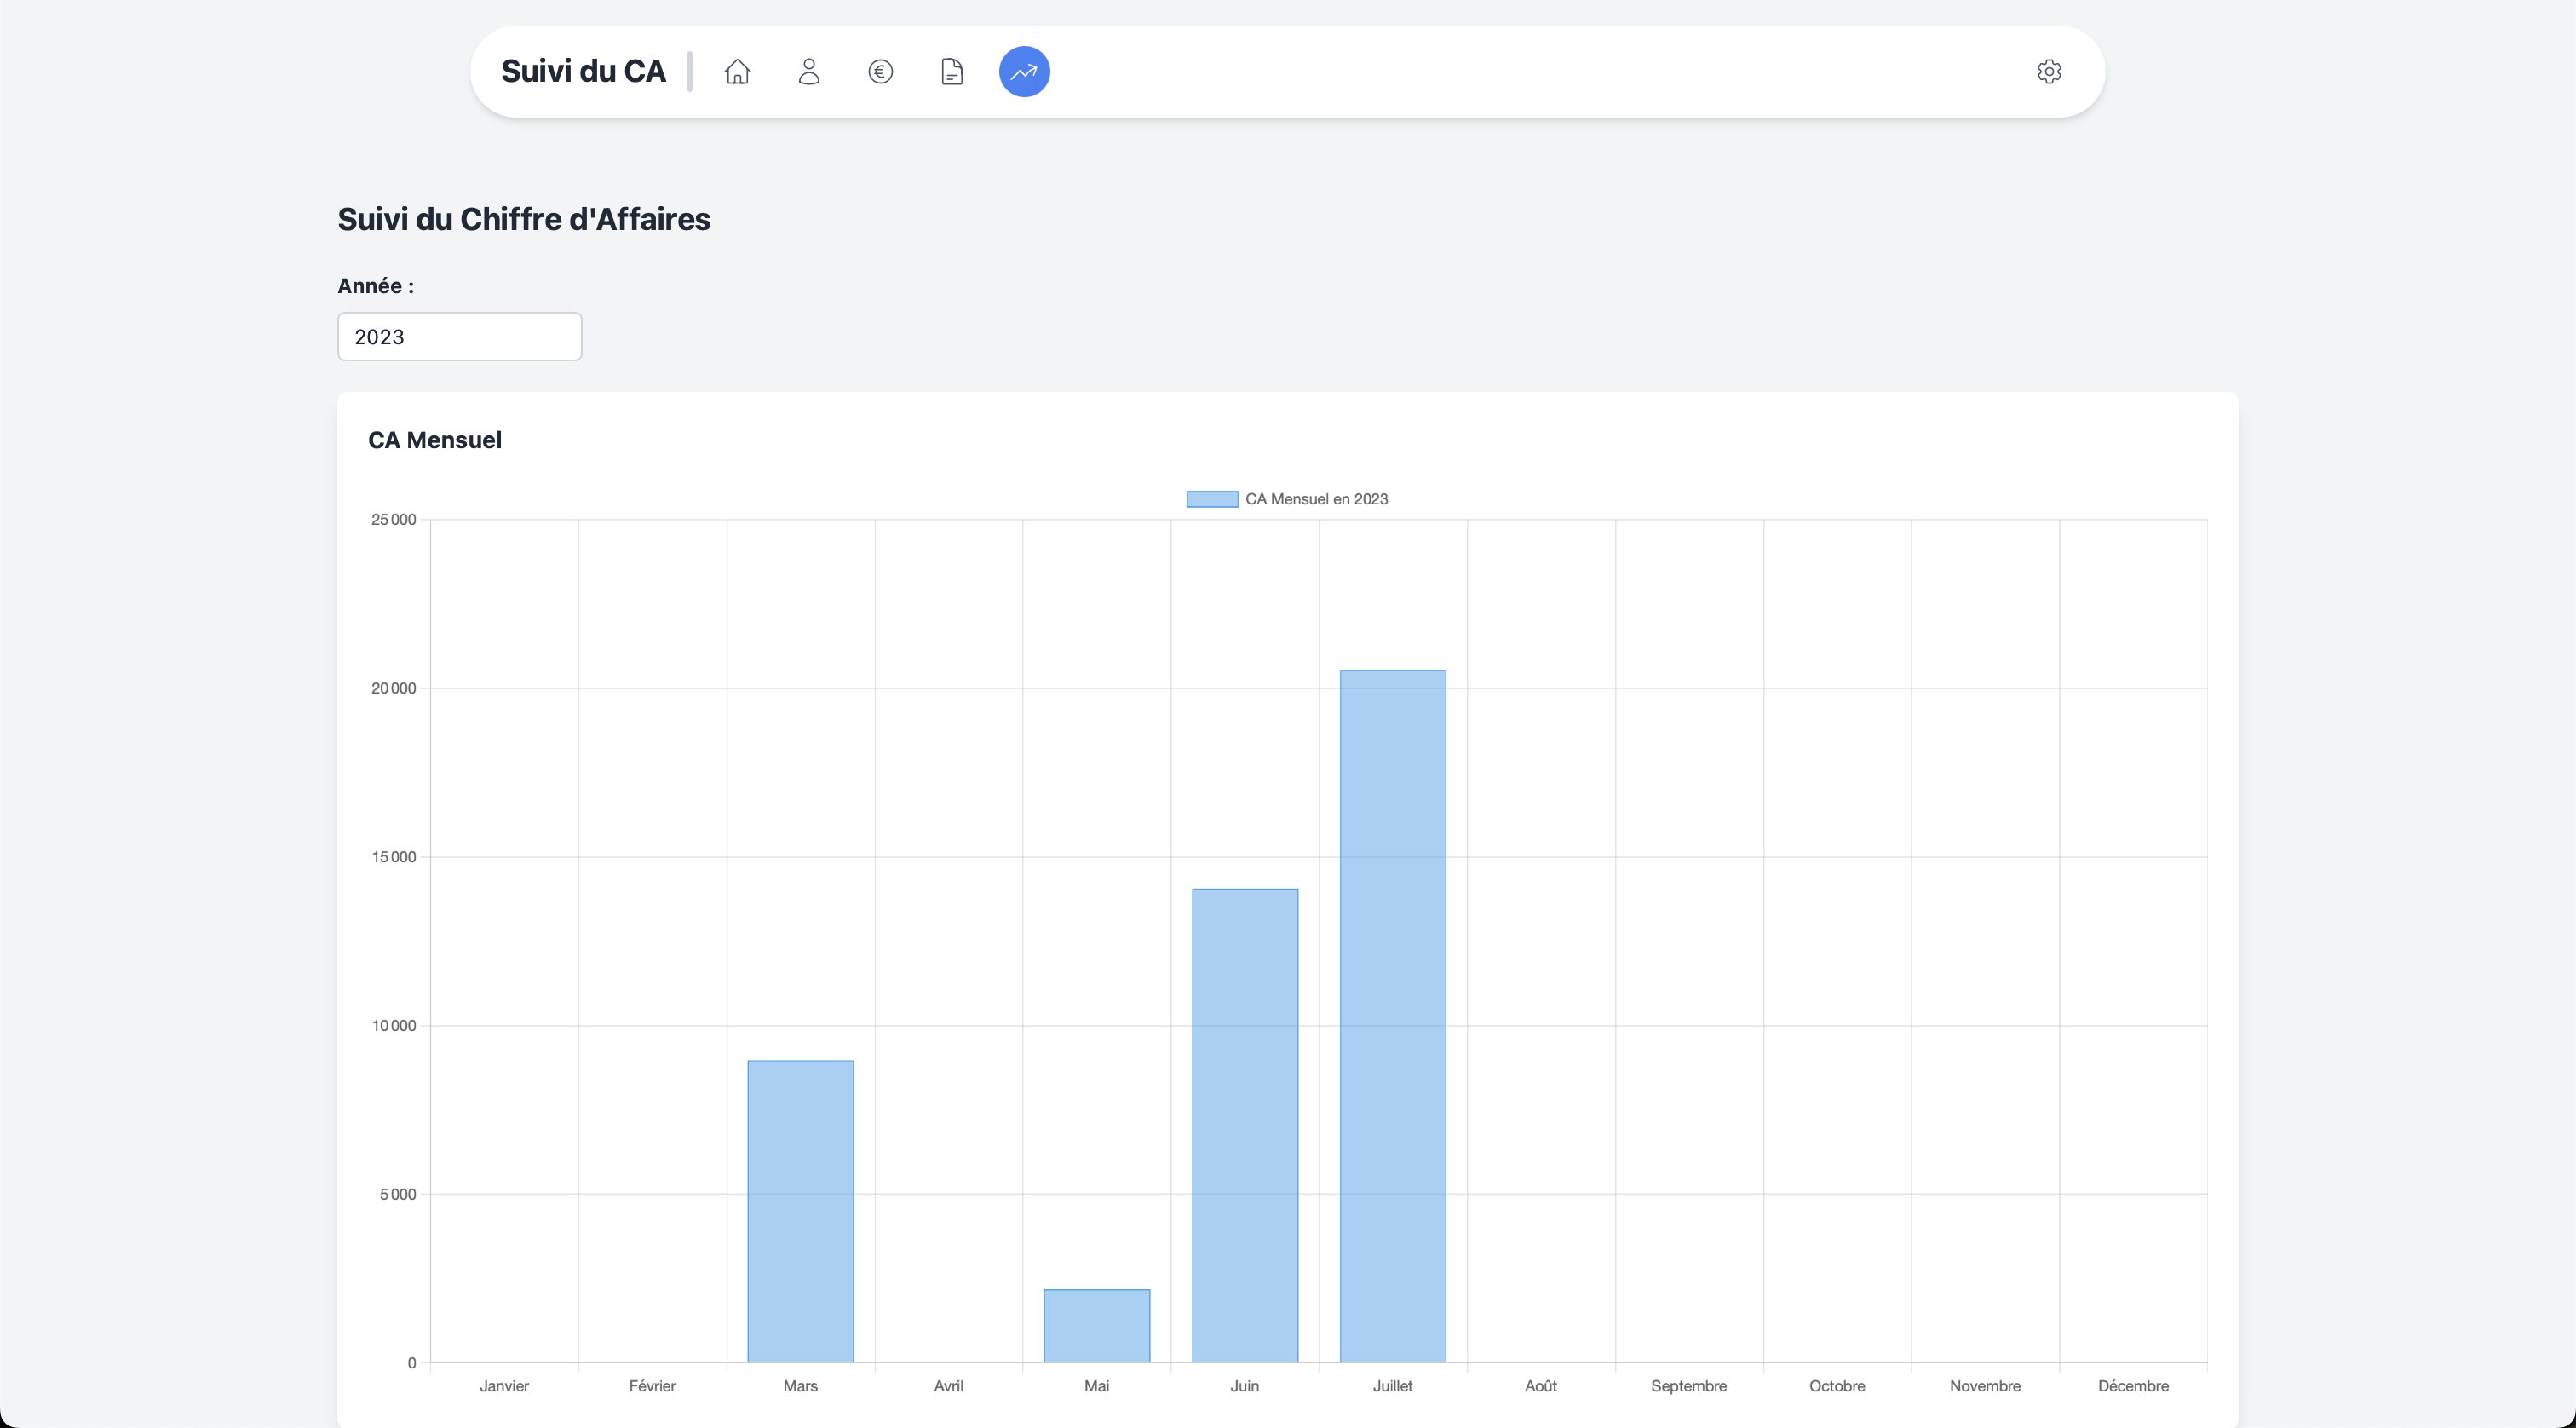 Suivi du CA
Suivi du Chiffre d'Affaires
Année :
2023
CA Mensuel
CA Mensuel en 2023
25 000
20 000
15 000
10 000
5 000
0
Janvier Février Mars Avril Mai Juin Juillet Août Septembre Octobre Novembre Décembre